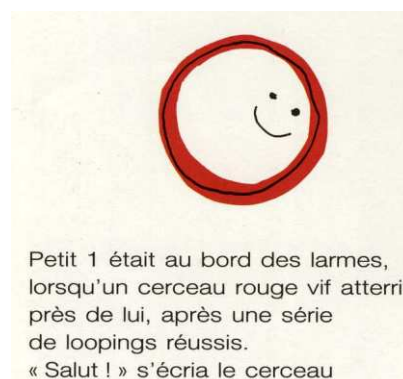 Petit 1 était au bord des larmes,
lorsqu'un cerceau rouge vif atterri
près de lui, après une série
de loopings réussis.
« Salut ! » s'écria le cerceau